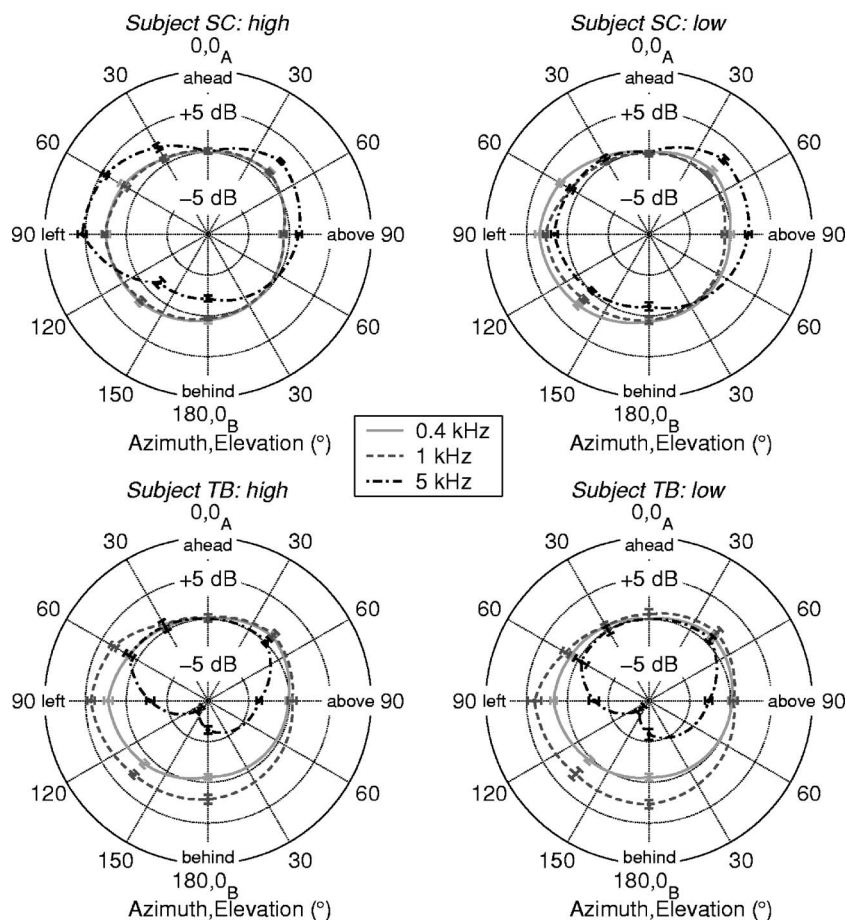 Subject SC: high
0,0A
30 ahead 30
+5 dB
60 60
−5 dB
90 left above 90
120 60
150 behind 30
180,0B
Azimuth,Elevation (°)
Subject SC: low
0,0A
30 ahead 30
+5 dB
60 60
−5 dB
90 left above 90
120 60
150 behind 30
180,0B
Azimuth,Elevation (°)
0.4 kHz
1 kHz
5 kHz
Subject TB: high
0,0A
30 ahead 30
+5 dB
60 60
−5 dB
90 left above 90
120 60
150 behind 30
180,0B
Azimuth,Elevation (°)
Subject TB: low
0,0A
30 ahead 30
+5 dB
60 60
−5 dB
90 left above 90
120 60
150 behind 30
180,0B
Azimuth,Elevation (°)